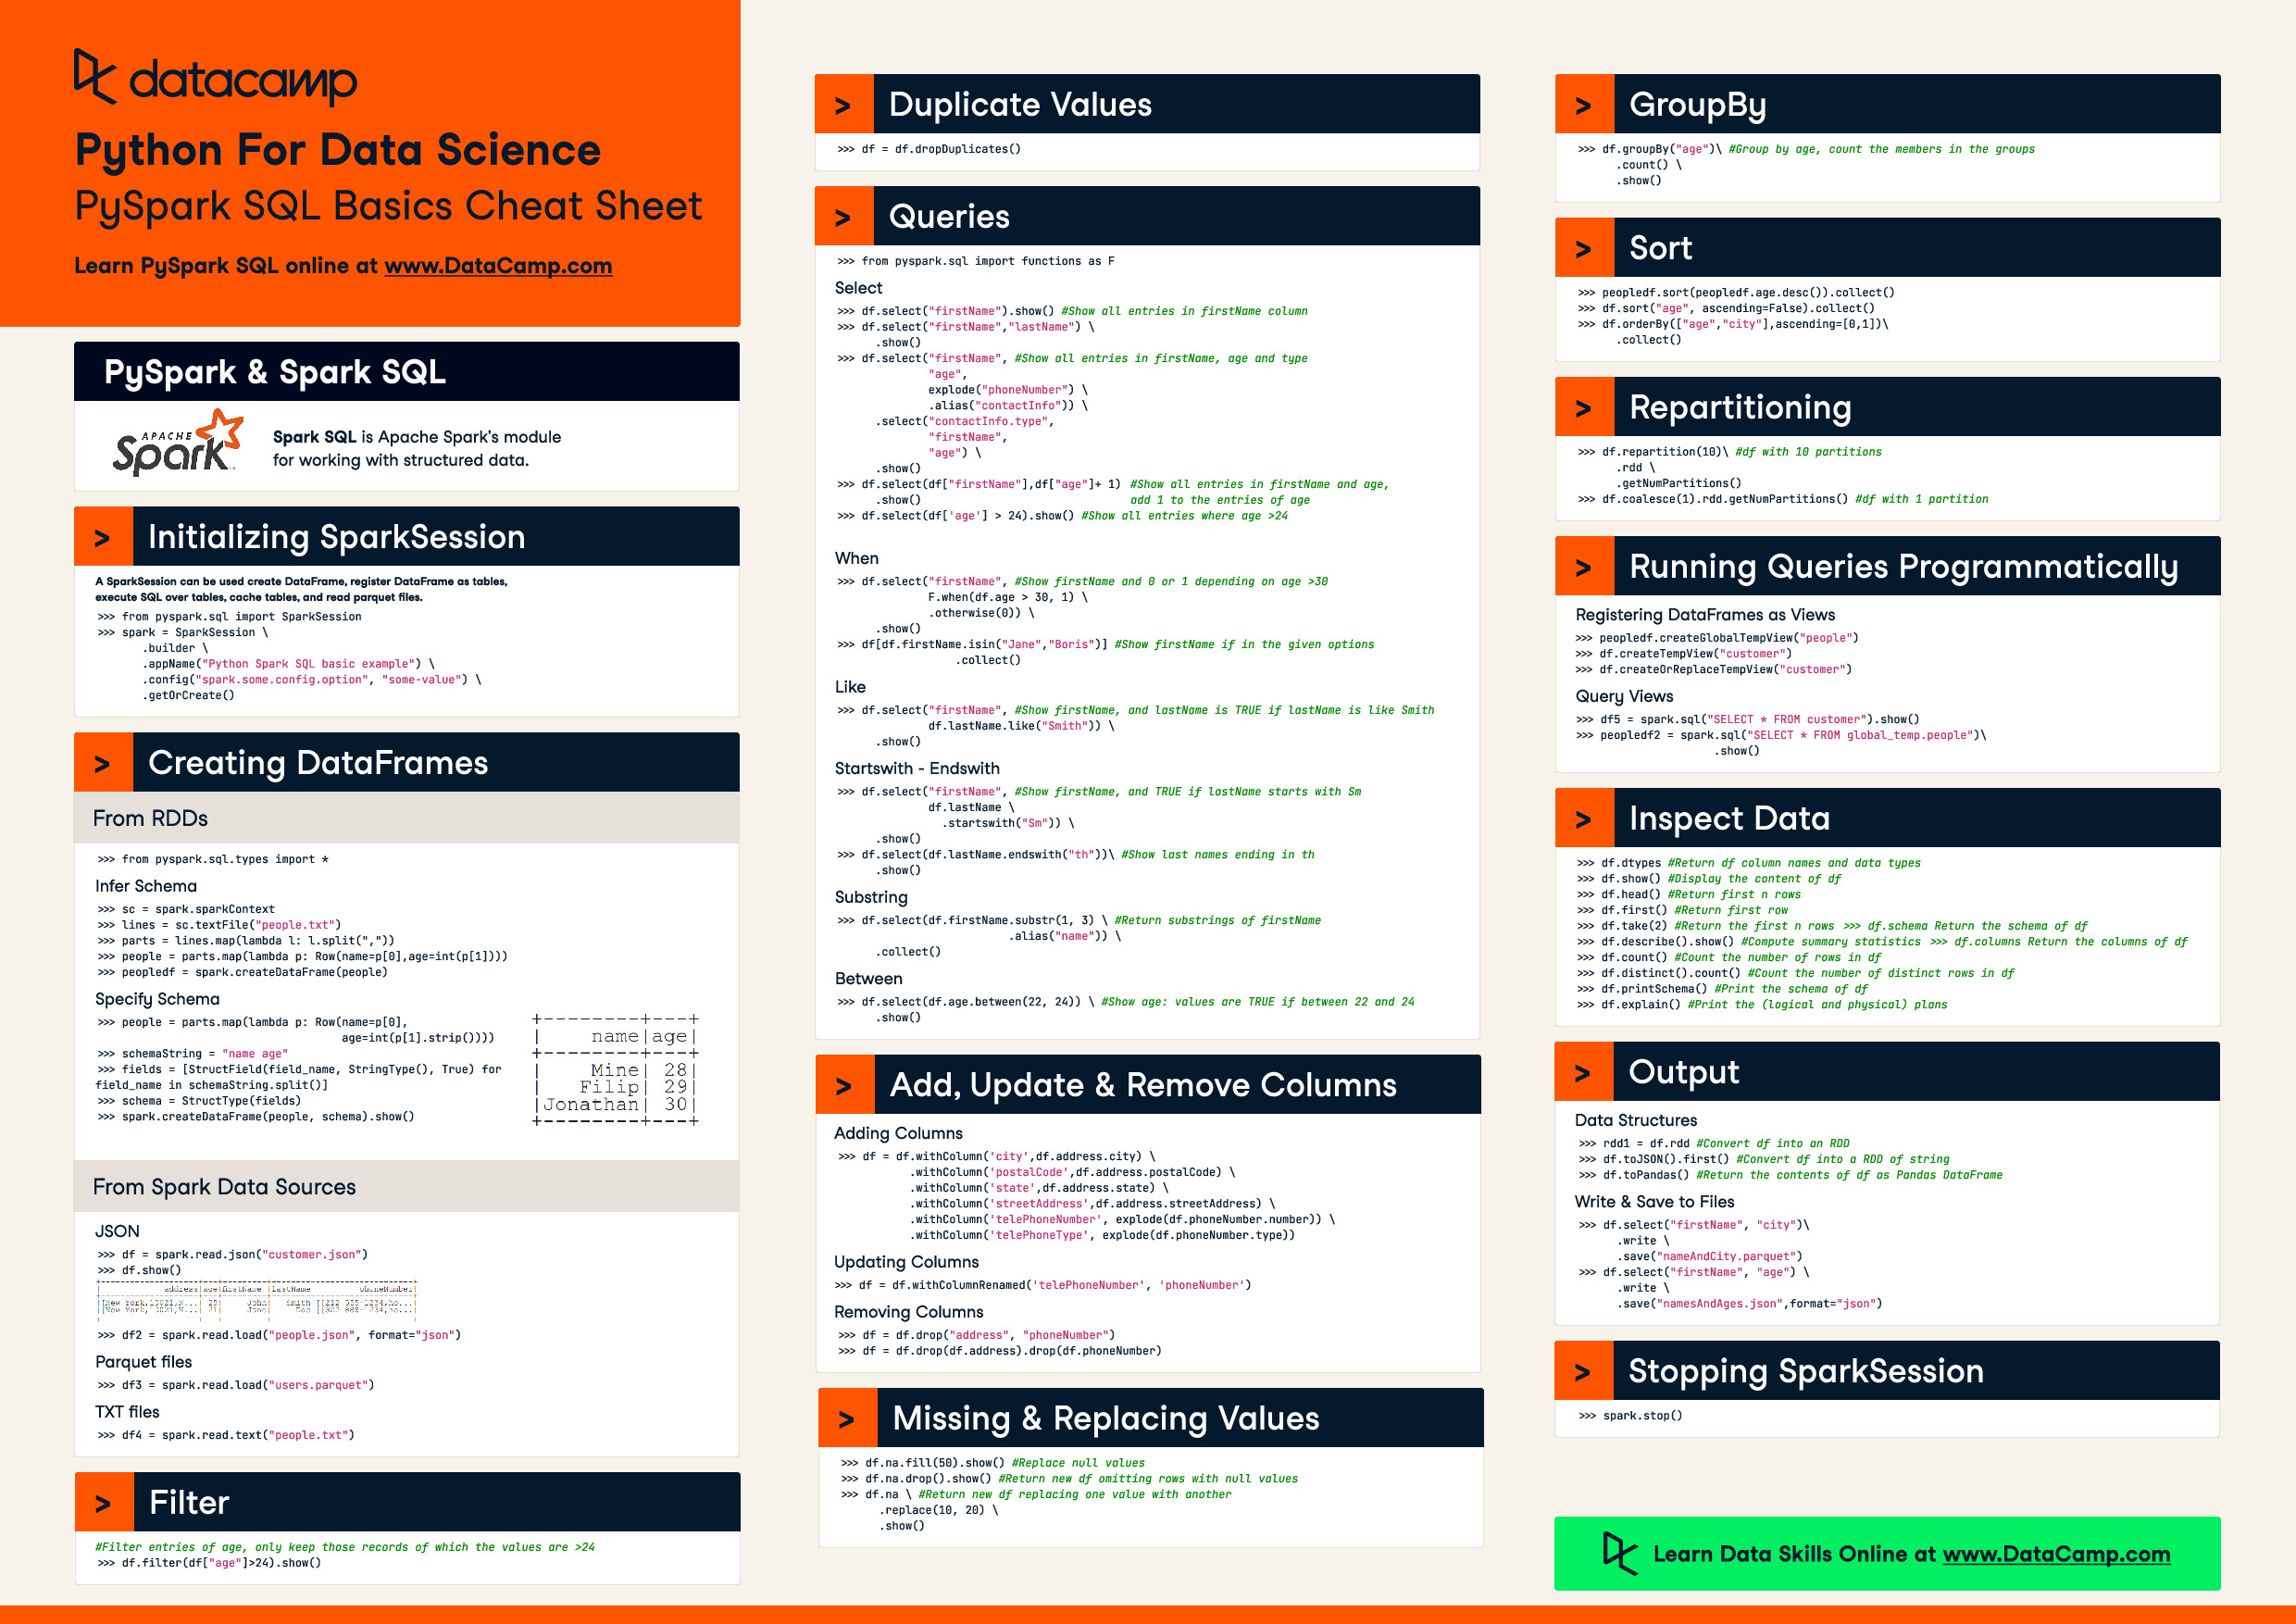 datacamp
Python For Data Science
PySpark SQL Basics Cheat Sheet
Learn PySpark SQL online at www.DataCamp.com
PySpark & Spark SQL
APACHE
Spark
Spark SQL is Apache Spark's module
for working with structured data.
> Initializing SparkSession
A SparkSession can be used create DataFrame, register DataFrame as tables,
execute SQL over tables, cache tables, and read parquet files.
>>> from pyspark.sql import SparkSession
>>> spark = SparkSession \
.builder \
.appName("Python Spark SQL basic example") \
.config("spark.some.config.option", "some-value") \
.getOrCreate()
> Creating DataFrames
From RDDs
>>> from pyspark.sql.types import *
Infer Schema
>>> sc = spark.sparkContext
>>> lines = sc.textFile("people.txt")
>>> parts = lines.map(lambda l: l.split(","))
>>> people = parts.map(lambda p: Row(name=p[0],age=int(p[1])))
>>> peopledf = spark.createDataFrame(people)
Specify Schema
>>> people = parts.map(lambda p: Row(name=p[0],
age=int(p[1].strip())))
>>> schemaString = "name age"
>>> fields = [StructField(field_name, StringType(), True) for
field_name in schemaString.split()]
>>> schema = StructType(fields)
>>> spark.createDataFrame(people, schema).show()
+--------+---+
|    name|age|
+--------+---+
|    Mine| 28|
|   Filip| 29|
|Jonathan| 30|
+--------+---+
From Spark Data Sources
JSON
>>> df = spark.read.json("customer.json")
>>> df.show()
| address|age|firstName |lastName phoneNumber|
|[New York,10021,N...| 25| John| Smith [[212 555-1234,ho...|
|[New York,10021,N...| 21| Jane| Doe [[322 888-1234,ho...|
>>> df2 = spark.read.load("people.json", format="json")
Parquet files
>>> df3 = spark.read.load("users.parquet")
TXT files
>>> df4 = spark.read.text("people.txt")
> Filter
#Filter entries of age, only keep those records of which the values are >24
>>> df.filter(df["age"]>24).show()
> Duplicate Values
>>> df = df.dropDuplicates()
> Queries
>>> from pyspark.sql import functions as F
Select
>>> df.select("firstName").show() #Show all entries in firstName column
>>> df.select("firstName","lastName") \
.show()
>>> df.select("firstName", #Show all entries in firstName, age and type
"age",
explode("phoneNumber") \
.alias("contactInfo")) \
.select("contactInfo.type",
"firstName",
"age") \
.show()
>>> df.select(df["firstName"],df["age"]+ 1) #Show all entries in firstName and age,
.show() add 1 to the entries of age
>>> df.select(df['age'] > 24).show() #Show all entries where age >24
When
>>> df.select("firstName", #Show firstName and 0 or 1 depending on age >30
F.when(df.age > 30, 1) \
.otherwise(0)) \
.show()
>>> df[df.firstName.isin("Jane","Boris")] #Show firstName if in the given options
.collect()
Like
>>> df.select("firstName", #Show firstName, and lastName is TRUE if lastName is like Smith
df.lastName.like("Smith")) \
.show()
Startswith - Endswith
>>> df.select("firstName", #Show firstName, and TRUE if lastName starts with Sm
df.lastName \
.startswith("Sm")) \
.show()
>>> df.select(df.lastName.endswith("th"))\ #Show last names ending in th
.show()
Substring
>>> df.select(df.firstName.substr(1, 3) \ #Return substrings of firstName
.alias("name")) \
.collect()
Between
>>> df.select(df.age.between(22, 24)) \ #Show age: values are TRUE if between 22 and 24
.show()
> Add, Update & Remove Columns
Adding Columns
>>> df = df.withColumn('city',df.address.city) \
.withColumn('postalCode',df.address.postalCode) \
.withColumn('state',df.address.state) \
.withColumn('streetAddress',df.address.streetAddress) \
.withColumn('telePhoneNumber', explode(df.phoneNumber.number)) \
.withColumn('telePhoneType', explode(df.phoneNumber.type))
Updating Columns
>>> df = df.withColumnRenamed('telePhoneNumber', 'phoneNumber')
Removing Columns
>>> df = df.drop("address", "phoneNumber")
>>> df = df.drop(df.address).drop(df.phoneNumber)
> Missing & Replacing Values
>>> df.na.fill(50).show() #Replace null values
>>> df.na.drop().show() #Return new df omitting rows with null values
>>> df.na \ #Return new df replacing one value with another
.replace(10, 20) \
.show()
> GroupBy
>>> df.groupBy("age")\ #Group by age, count the members in the groups
.count() \
.show()
> Sort
>>> peopledf.sort(peopledf.age.desc()).collect()
>>> df.sort("age", ascending=False).collect()
>>> df.orderBy(["age","city"],ascending=[0,1])\
.collect()
> Repartitioning
>>> df.repartition(10)\ #df with 10 partitions
.rdd \
.getNumPartitions()
>>> df.coalesce(1).rdd.getNumPartitions() #df with 1 partition
> Running Queries Programmatically
Registering DataFrames as Views
>>> peopledf.createGlobalTempView("people")
>>> df.createTempView("customer")
>>> df.createOrReplaceTempView("customer")
Query Views
>>> df5 = spark.sql("SELECT * FROM customer").show()
>>> peopledf2 = spark.sql("SELECT * FROM global_temp.people")\
.show()
> Inspect Data
>>> df.dtypes #Return df column names and data types
>>> df.show() #Display the content of df
>>> df.head() #Return first n rows
>>> df.first() #Return first row
>>> df.take(2) #Return the first n rows >>> df.schema Return the schema of df
>>> df.describe().show() #Compute summary statistics >>> df.columns Return the columns of df
>>> df.count() #Count the number of rows in df
>>> df.distinct().count() #Count the number of distinct rows in df
>>> df.printSchema() #Print the schema of df
>>> df.explain() #Print the (logical and physical) plans
> Output
Data Structures
>>> rdd1 = df.rdd #Convert df into an RDD
>>> df.toJSON().first() #Convert df into a RDD of string
>>> df.toPandas() #Return the contents of df as Pandas DataFrame
Write & Save to Files
>>> df.select("firstName", "city")\
.write \
.save("nameAndCity.parquet")
>>> df.select("firstName", "age") \
.write \
.save("namesAndAges.json",format="json")
> Stopping SparkSession
>>> spark.stop()
Learn Data Skills Online at www.DataCamp.com